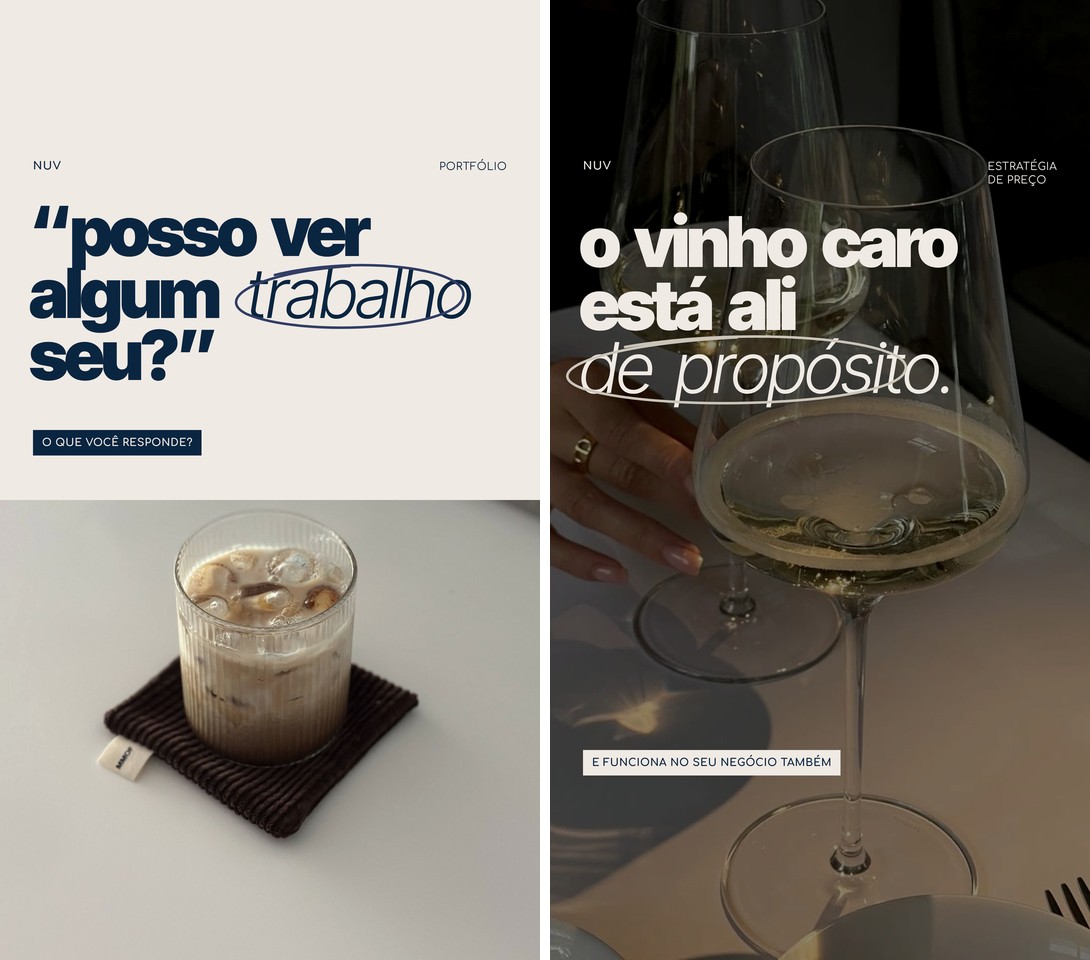 NUV
PORTFÓLIO
“posso ver
algum trabalho
seu?”
O QUE VOCÊ RESPONDE?
MMOF
NUV
ESTRATÉGIA
DE PREÇO
o vinho caro
está ali
de propósito.
E FUNCIONA NO SEU NEGÓCIO TAMBÉM